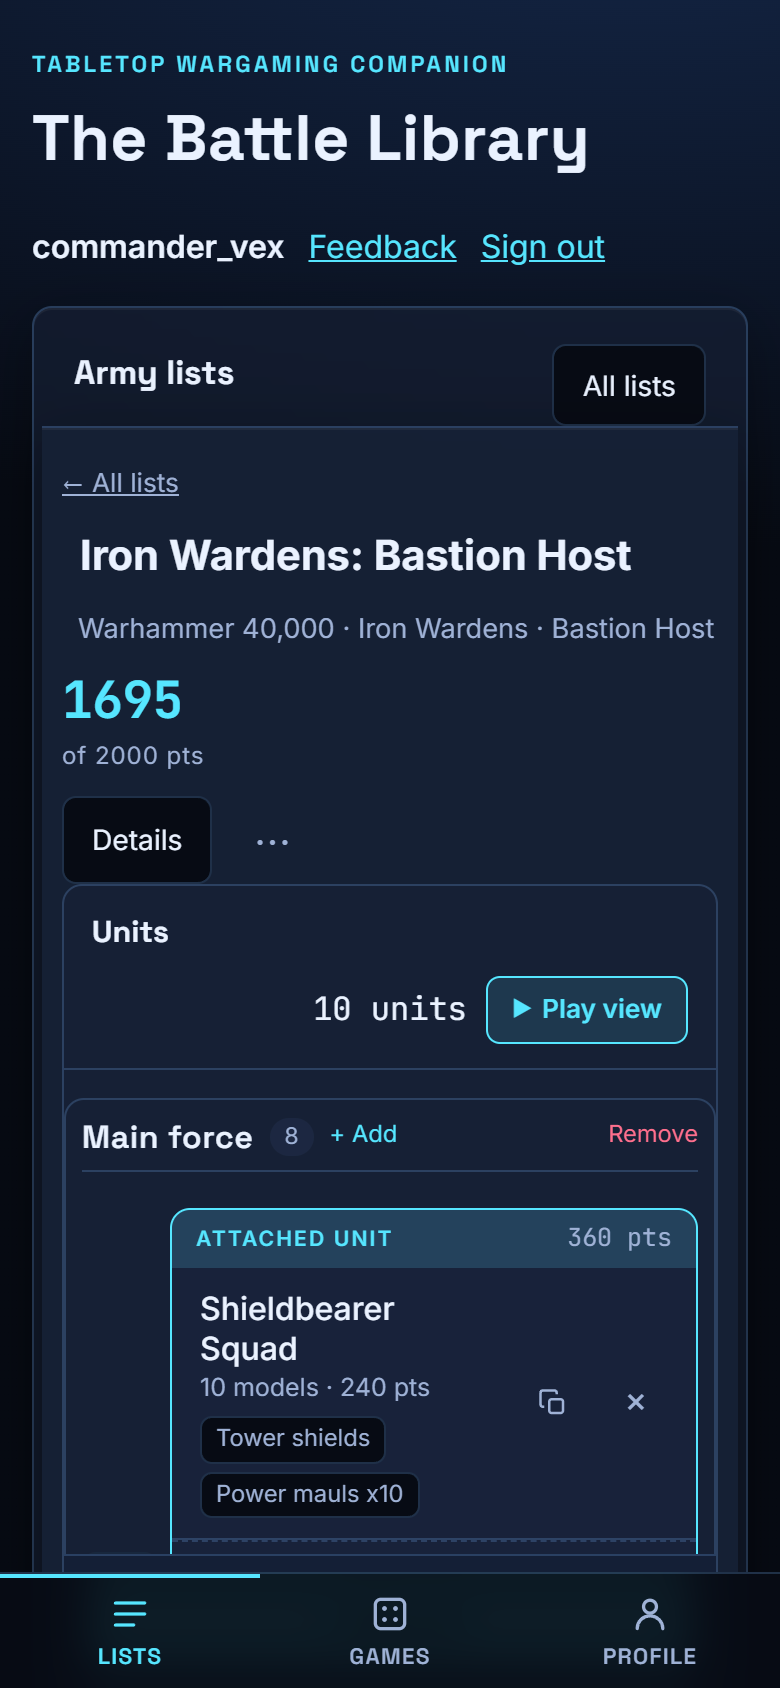 TABLETOP WARGAMING COMPANION
The Battle Library
commander_vex Feedback Sign out
Army lists
All lists
← All lists
Iron Wardens: Bastion Host
Warhammer 40,000 · Iron Wardens · Bastion Host
1695
of 2000 pts
Details ...
Units
10 units ▶ Play view
Main force 8 + Add Remove
ATTACHED UNIT 360 pts
Shieldbearer
Squad
10 models · 240 pts
Tower shields
Power mauls x10
LISTS GAMES PROFILE